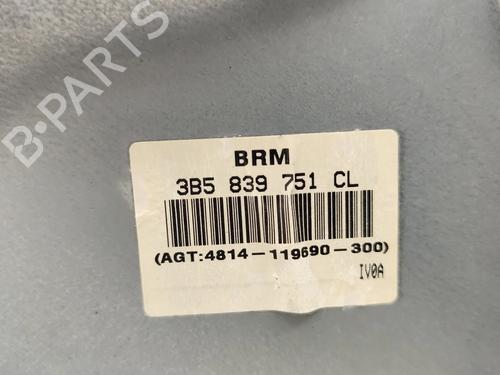 B-PARTS
BRM
3B5 839 751 CL
(AGT:4814-119690-300)
IV0A